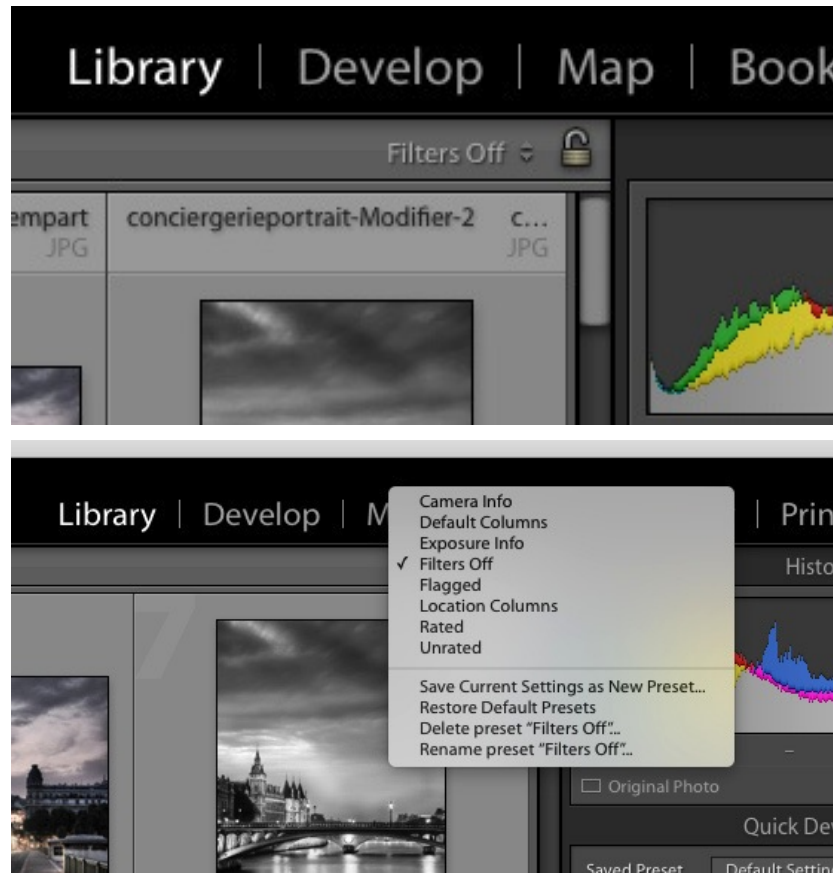 Library | Develop | Map | Book
Filters Off
empart conciergerieportrait-Modifier-2 c...
JPG JPG
Library | Develop | M | Prin
Camera Info
Default Columns
Exposure Info
✓ Filters Off
Flagged
Location Columns
Rated
Unrated
Save Current Settings as New Preset...
Restore Default Presets
Delete preset “Filters Off”...
Rename preset “Filters Off”...
Histo
7
Original Photo
Quick De
Saved Preset Default Settin